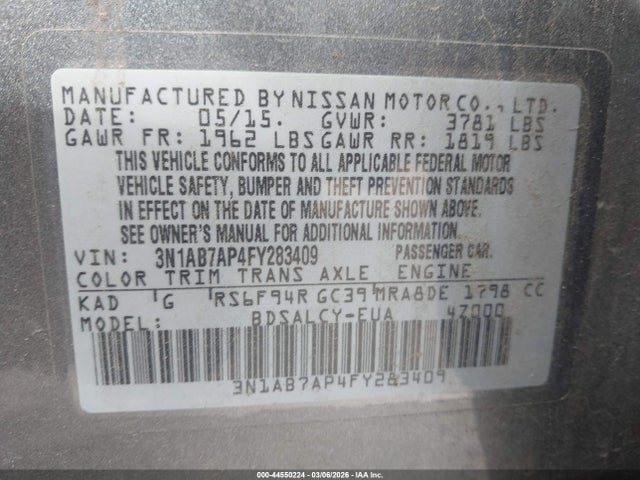 MANUFACTURED BY NISSAN MOTOR CO., LTD.
DATE: 05/15. GVWR: 3781 LBS
GAWR FR: 1962 LBS GAWR RR: 1819 LBS
THIS VEHICLE CONFORMS TO ALL APPLICABLE FEDERAL MOTOR
VEHICLE SAFETY, BUMPER AND THEFT PREVENTION STANDARDS
IN EFFECT ON THE DATE OF MANUFACTURE SHOWN ABOVE.
SEE OWNER'S MANUAL FOR ADDITIONAL INFORMATION.
VIN: 3N1AB7AP4FY283409 PASSENGER CAR.
COLOR TRIM TRANS AXLE ENGINE
KAD G RS6F94R GC39 MRA8DE 1798 CC
MODEL: BDSALCY-EUA 4Z000
3N1AB7AP4FY283409
000-44550224 | 03/06/2026 - IAAI, Inc.